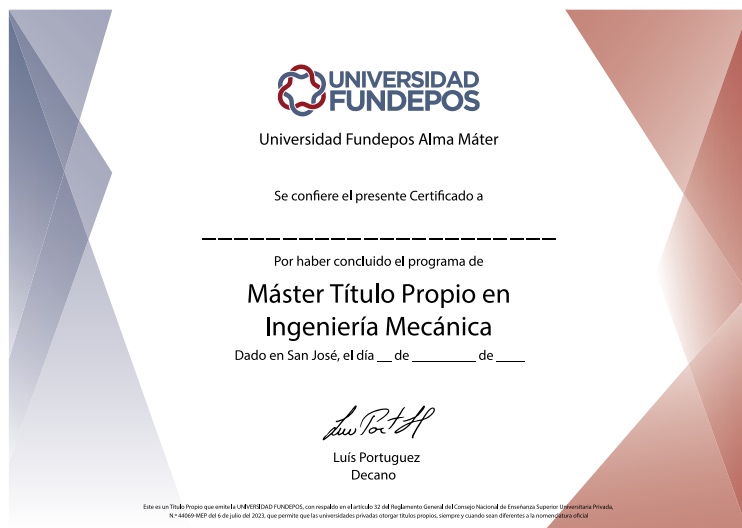 UNIVERSIDAD
FUNDEPOS
Universidad Fundepos Alma Máter
Se confiere el presente Certificado a
Por haber concluido el programa de
Máster Título Propio en
Ingeniería Mecánica
Dado en San José, el día __ de ________ de ____
Luís Portuguez
Decano
Este es un Título Propio que emite la UNIVERSIDAD FUNDEPOS, con respaldo en el artículo 32 del Reglamento General del Consejo Nacional de Enseñanza Superior Universitaria Privada,
N.º 44069-MEP del 6 de julio del 2023, que permite que las universidades privadas otorgar títulos propios, siempre y cuando sean diferentes a la nomenclatura oficial